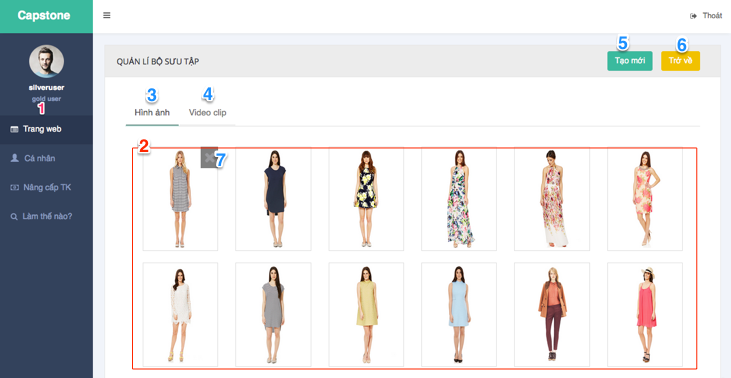 Capstone
Thoát
silveruser
gold user
1
Trang web
Cá nhân
Nâng cấp TK
Làm thế nào?
QUẢN LÍ BỘ SƯU TẬP
5
Tạo mới
6
Trở về
3
Hình ảnh
4
Video clip
2
7